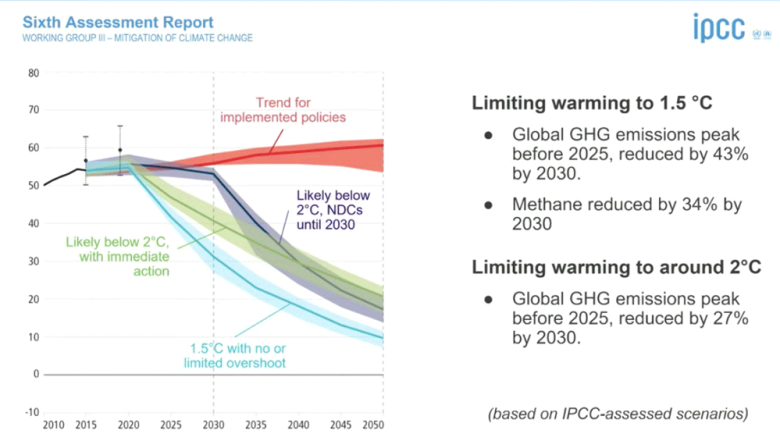 Sixth Assessment Report
WORKING GROUP III – MITIGATION OF CLIMATE CHANGE
ipcc
80
70
60
50
40
30
20
10
0
-10
2010 2015 2020 2025 2030 2035 2040 2045 2050
Trend for
implemented policies
Likely below
2°C, NDCs
until 2030
Likely below 2°C,
with immediate
action
1.5°C with no or
limited overshoot
Limiting warming to 1.5 °C
● Global GHG emissions peak
before 2025, reduced by 43%
by 2030.
● Methane reduced by 34% by
2030
Limiting warming to around 2°C
● Global GHG emissions peak
before 2025, reduced by 27%
by 2030.
(based on IPCC-assessed scenarios)